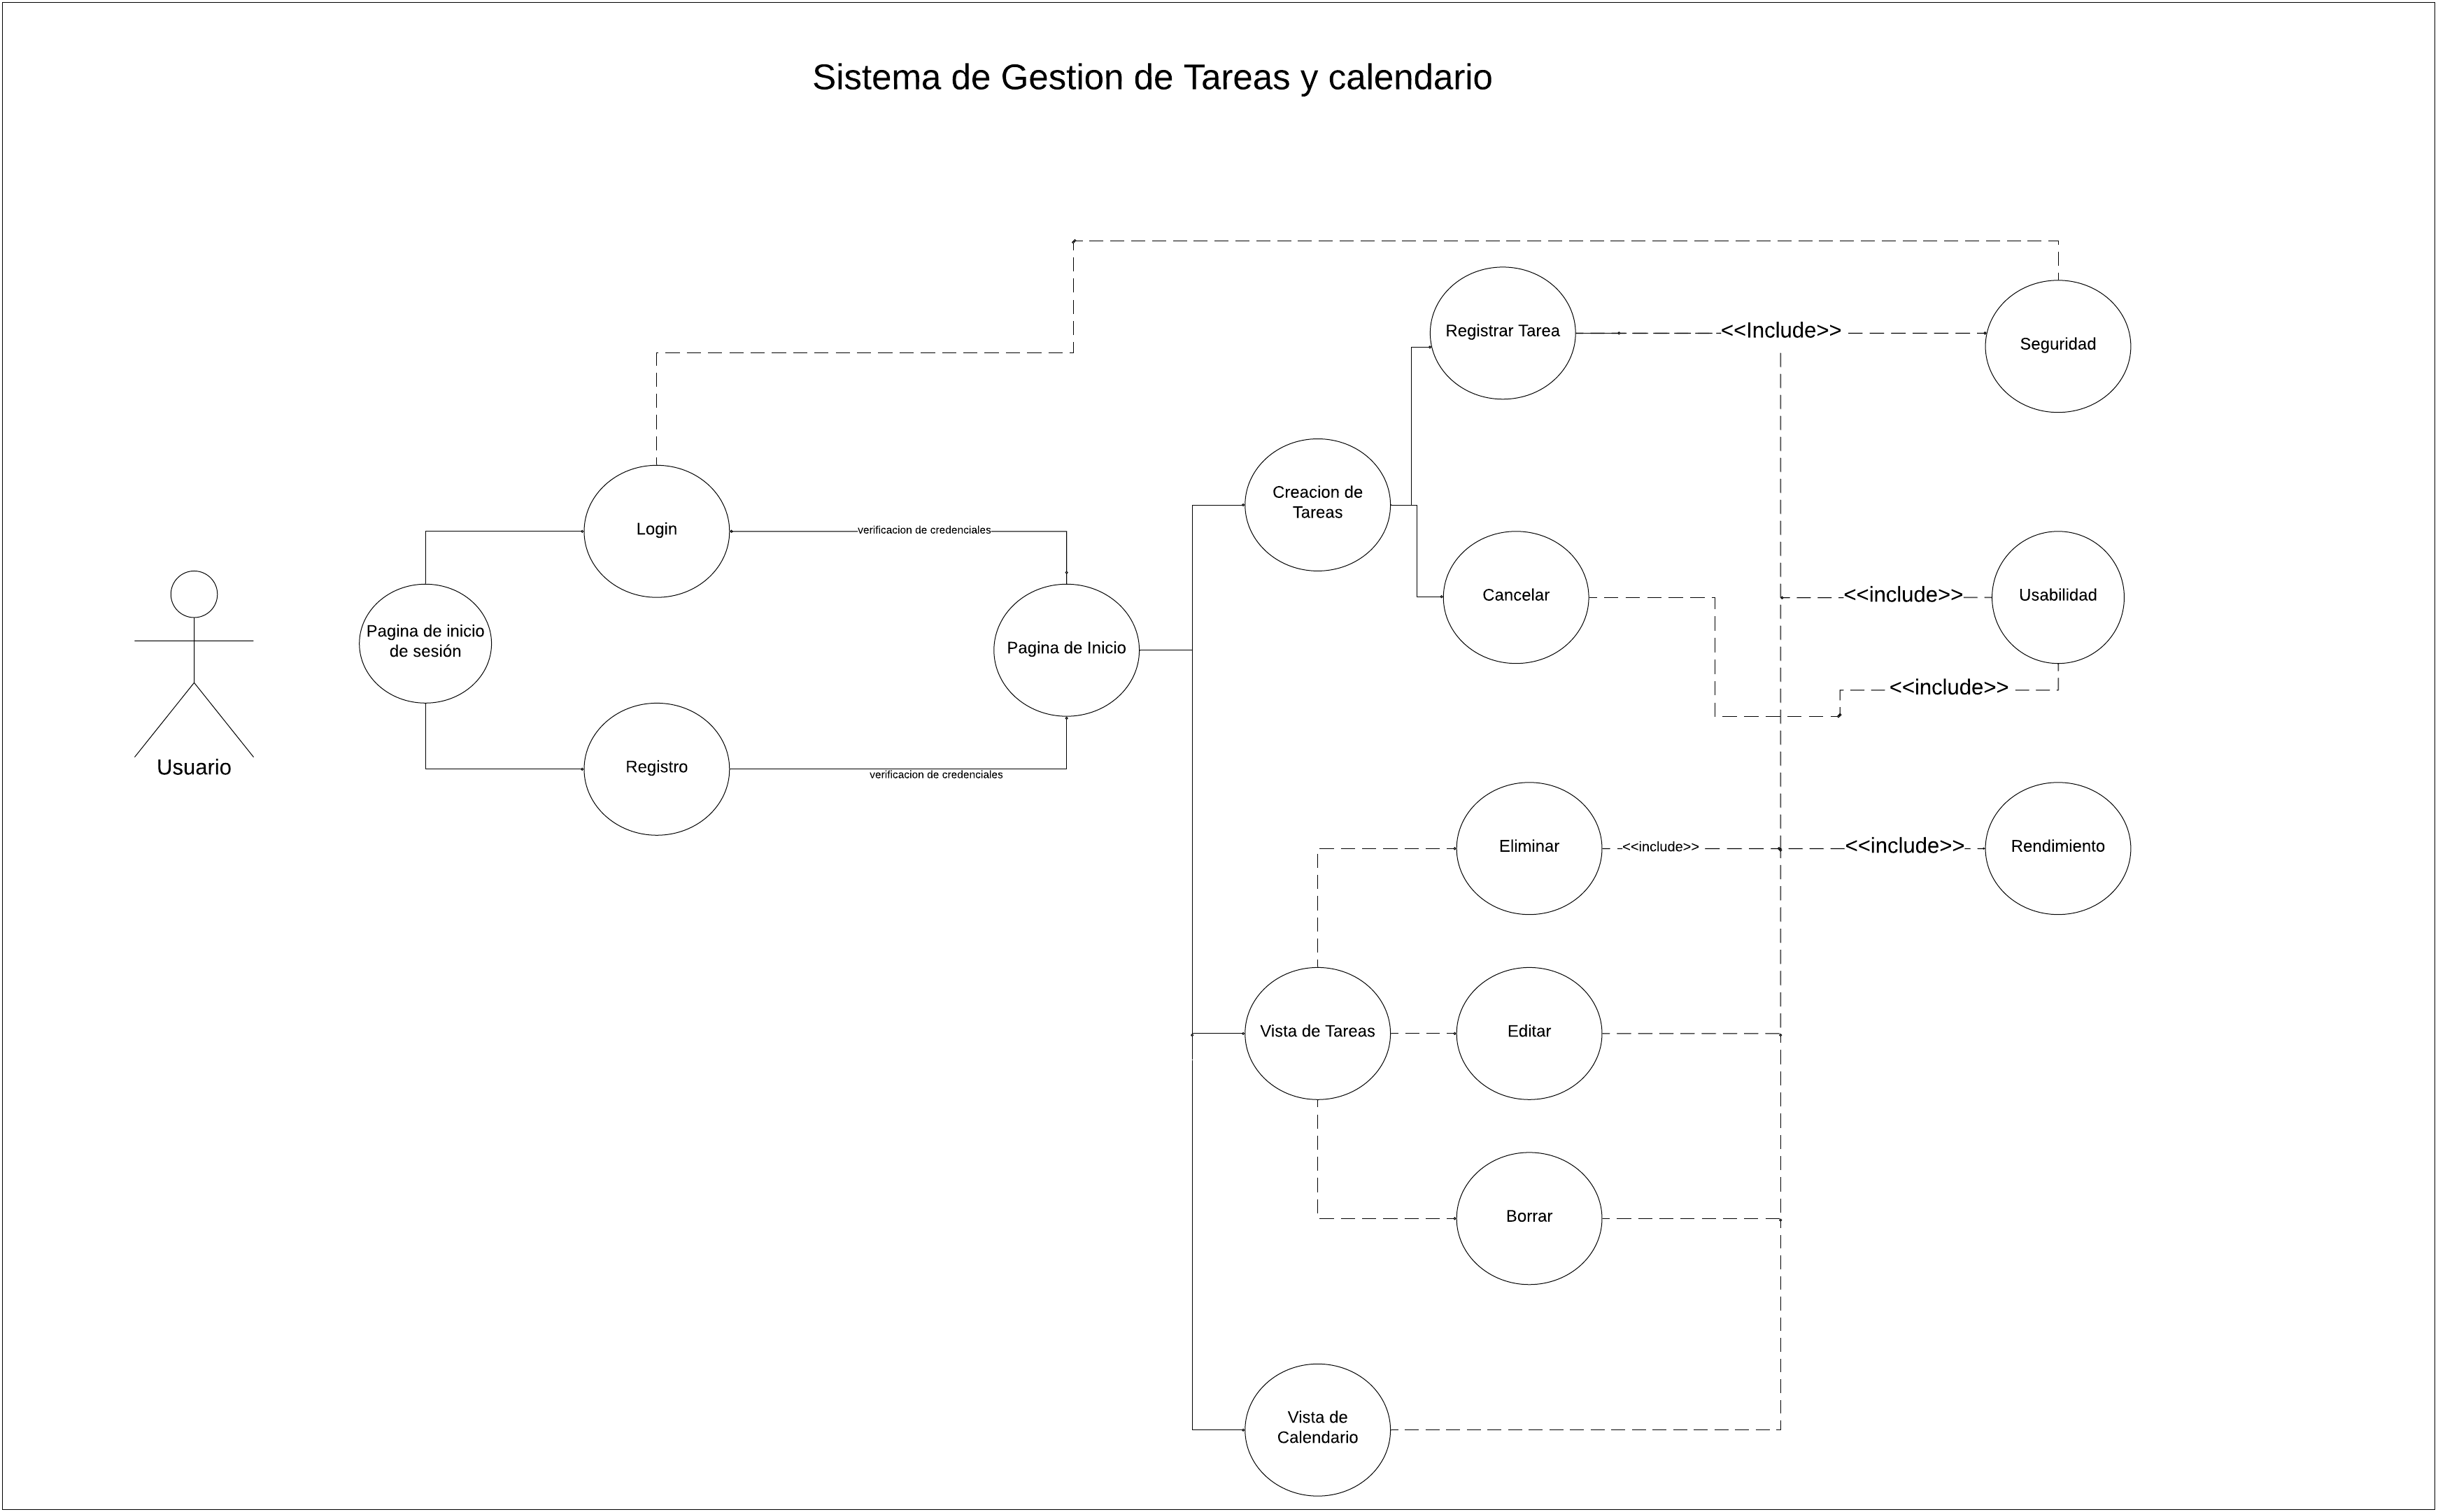 Sistema de Gestion de Tareas y calendario
Registrar Tarea
<<Include>>
Seguridad
Creacion de
Tareas
Login
verificacion de credenciales
Cancelar
<<include>>
Usabilidad
Pagina de inicio
de sesión
Pagina de Inicio
<<include>>
Usuario
Registro
verificacion de credenciales
Eliminar
<<include>>
<<include>>
Rendimiento
Vista de Tareas
Editar
Borrar
Vista de
Calendario